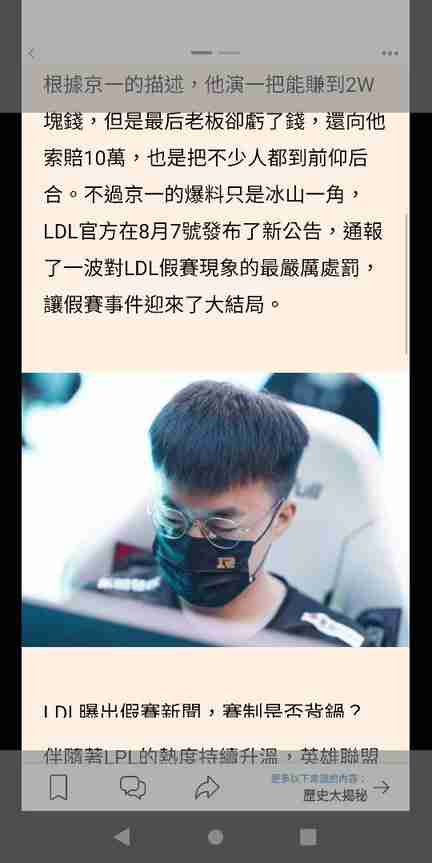 根據京一的描述，他演一把能賺到2W
塊錢，但是最后老板卻虧了錢，還向他
索賠10萬，也是把不少人都到前仰后
合。不過京一的爆料只是冰山一角，
LDL官方在8月7號發布了新公告，通報
了一波對LDL假賽現象的最嚴厲處罰，
讓假賽事件迎來了大結局。
LDL曝出假賽新聞，賽制是否背鍋？
伴隨著LPL的熱度持續升溫，英雄聯盟
更多以下來源的內容：
歷史大揭秘